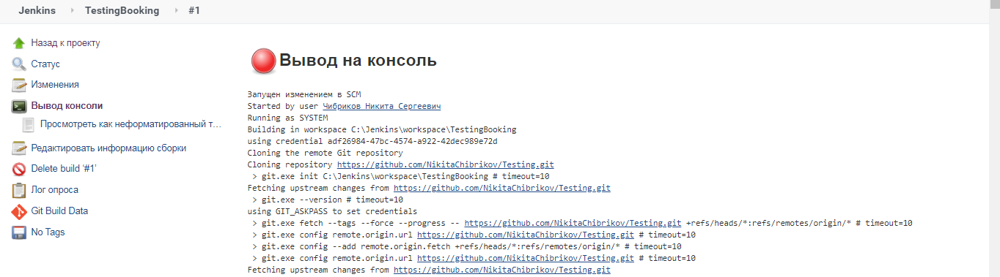 Jenkins TestingBooking #1
Назад к проекту
Статус
Изменения
Вывод консоли
Просмотреть как неформатированный т...
Редактировать информацию сборки
Delete build ‘#1’
Лог опроса
Git Build Data
No Tags
Вывод на консоль
Запущен изменением в SCM
Started by user Чибриков Никита Сергеевич
Running as SYSTEM
Building in workspace C:\Jenkins\workspace\TestingBooking
using credential adf26984-47bc-4574-a922-42dec989e72d
Cloning the remote Git repository
Cloning repository https://github.com/NikitaChibrikov/Testing.git
> git.exe init C:\Jenkins\workspace\TestingBooking # timeout=10
Fetching upstream changes from https://github.com/NikitaChibrikov/Testing.git
> git.exe --version # timeout=10
using GIT_ASKPASS to set credentials
> git.exe fetch --tags --force --progress -- https://github.com/NikitaChibrikov/Testing.git +refs/heads/*:refs/remotes/origin/* # timeout=10
> git.exe config remote.origin.url https://github.com/NikitaChibrikov/Testing.git # timeout=10
> git.exe config --add remote.origin.fetch +refs/heads/*:refs/remotes/origin/* # timeout=10
> git.exe config remote.origin.url https://github.com/NikitaChibrikov/Testing.git # timeout=10
Fetching upstream changes from https://github.com/NikitaChibrikov/Testing.git